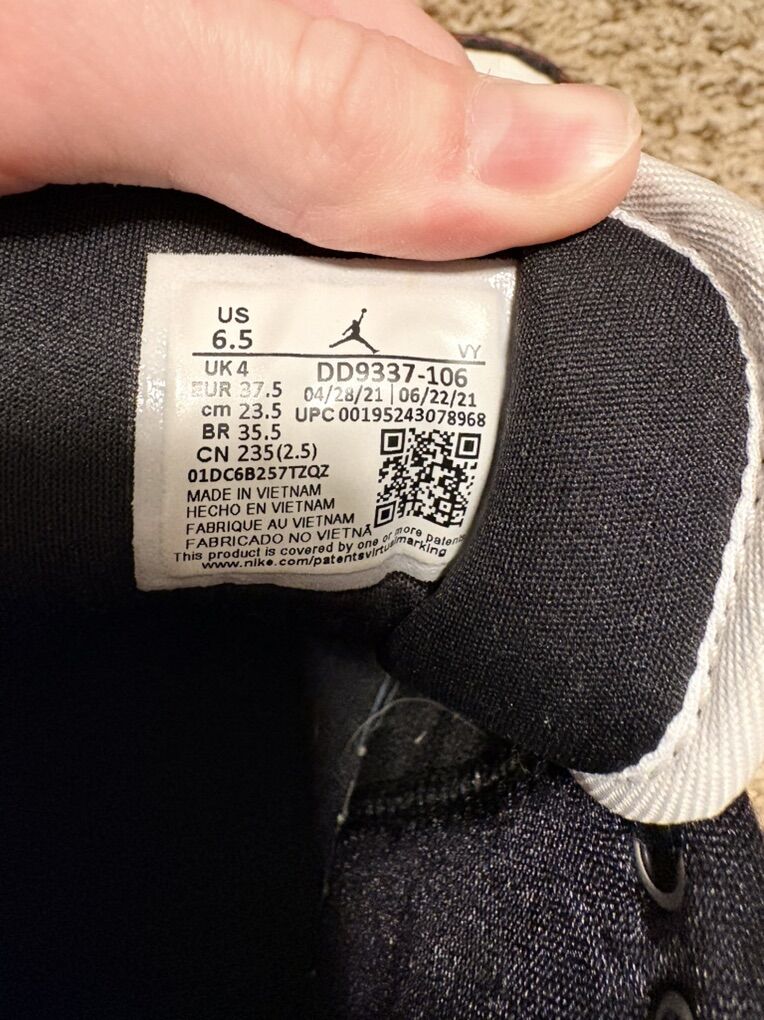 US
6.5
VY
UK 4
DD9337-106
EUR 37.5
04/28/21 | 06/22/21
cm 23.5
UPC 00195243078968
BR 35.5
CN 235(2.5)
01DC6B257TZQZ
MADE IN VIETNAM
HECHO EN VIETNAM
FABRIQUE AU VIETNAM
FABRICADO NO VIETNÃ
This product is covered by one or more patents
www.nike.com/patentsvirtualmarking